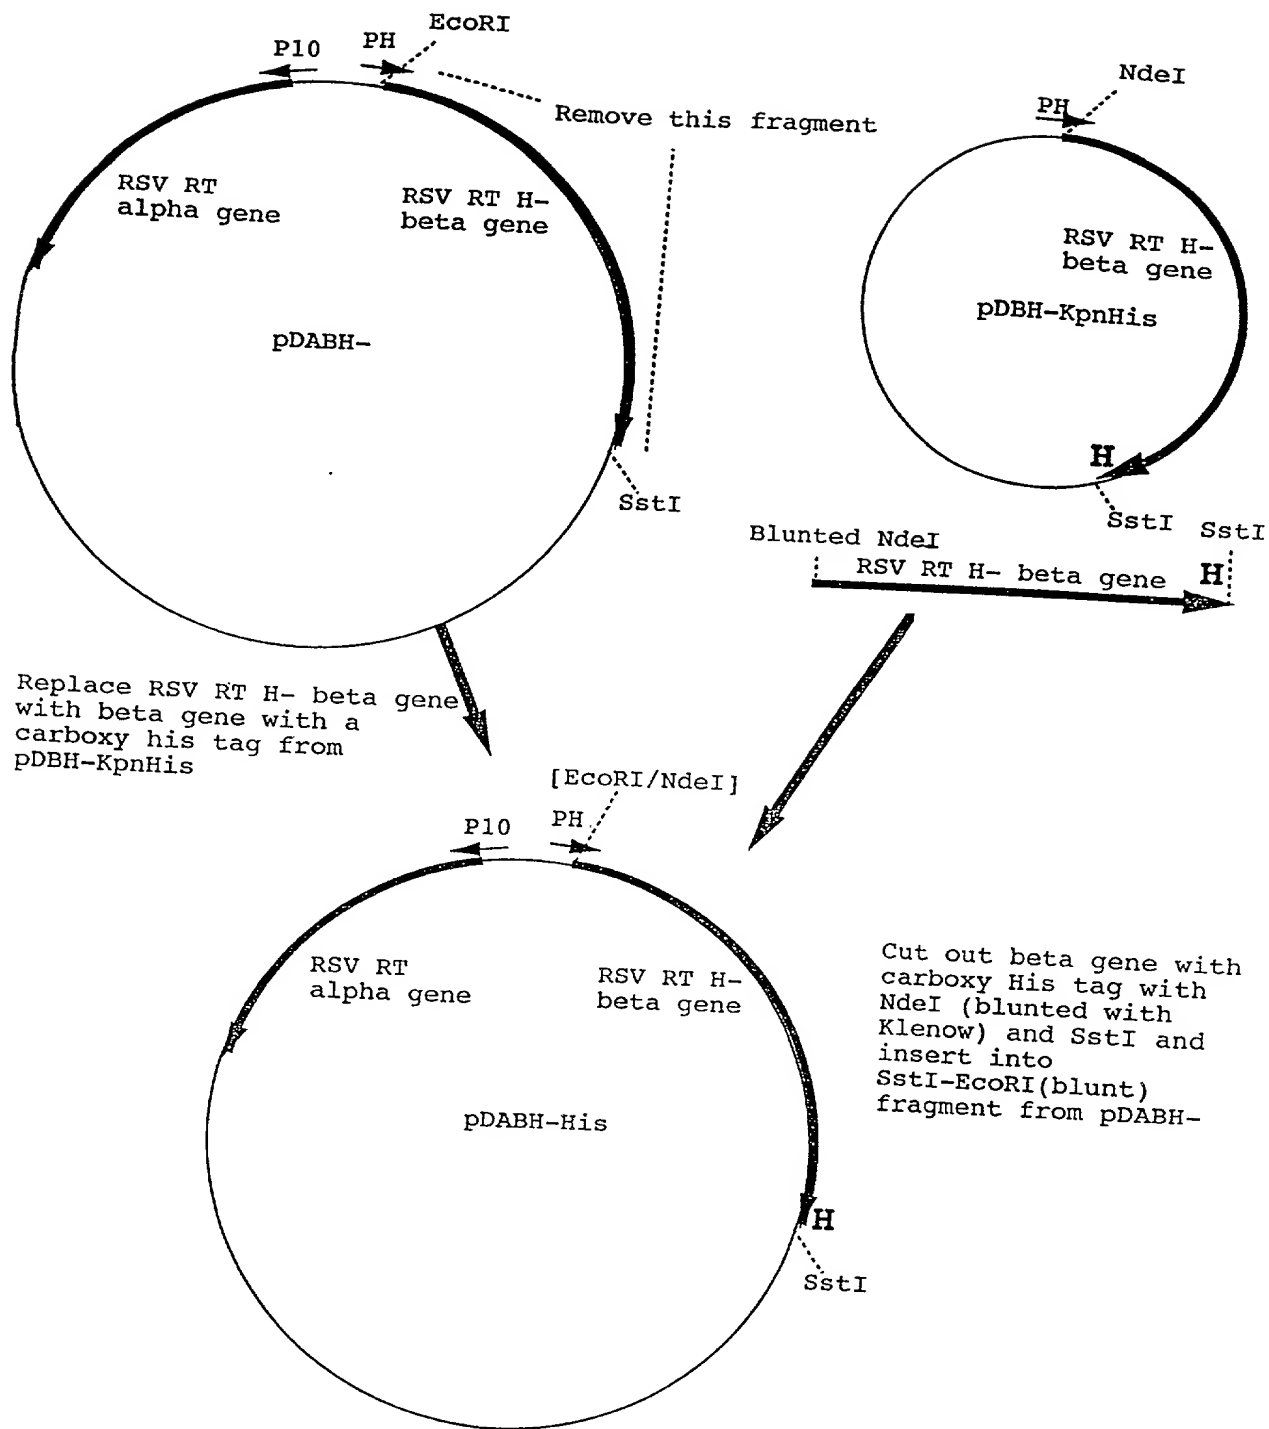 EcoRI
P10
PH
Remove this fragment
RSV RT
alpha gene
RSV RT H-
beta gene
pDABH-
SstI
NdeI
PH
RSV RT H-
beta gene
pDBH-KpnHis
H
SstI
SstI
Blunted NdeI
RSV RT H- beta gene
H
Replace RSV RT H- beta gene
with beta gene with a
carboxy his tag from
pDBH-KpnHis
[EcoRI/NdeI]
P10
PH
RSV RT
alpha gene
RSV RT H-
beta gene
pDABH-His
H
SstI
Cut out beta gene with
carboxy His tag with
NdeI (blunted with
Klenow) and SstI and
insert into
SstI-EcoRI(blunt)
fragment from pDABH-